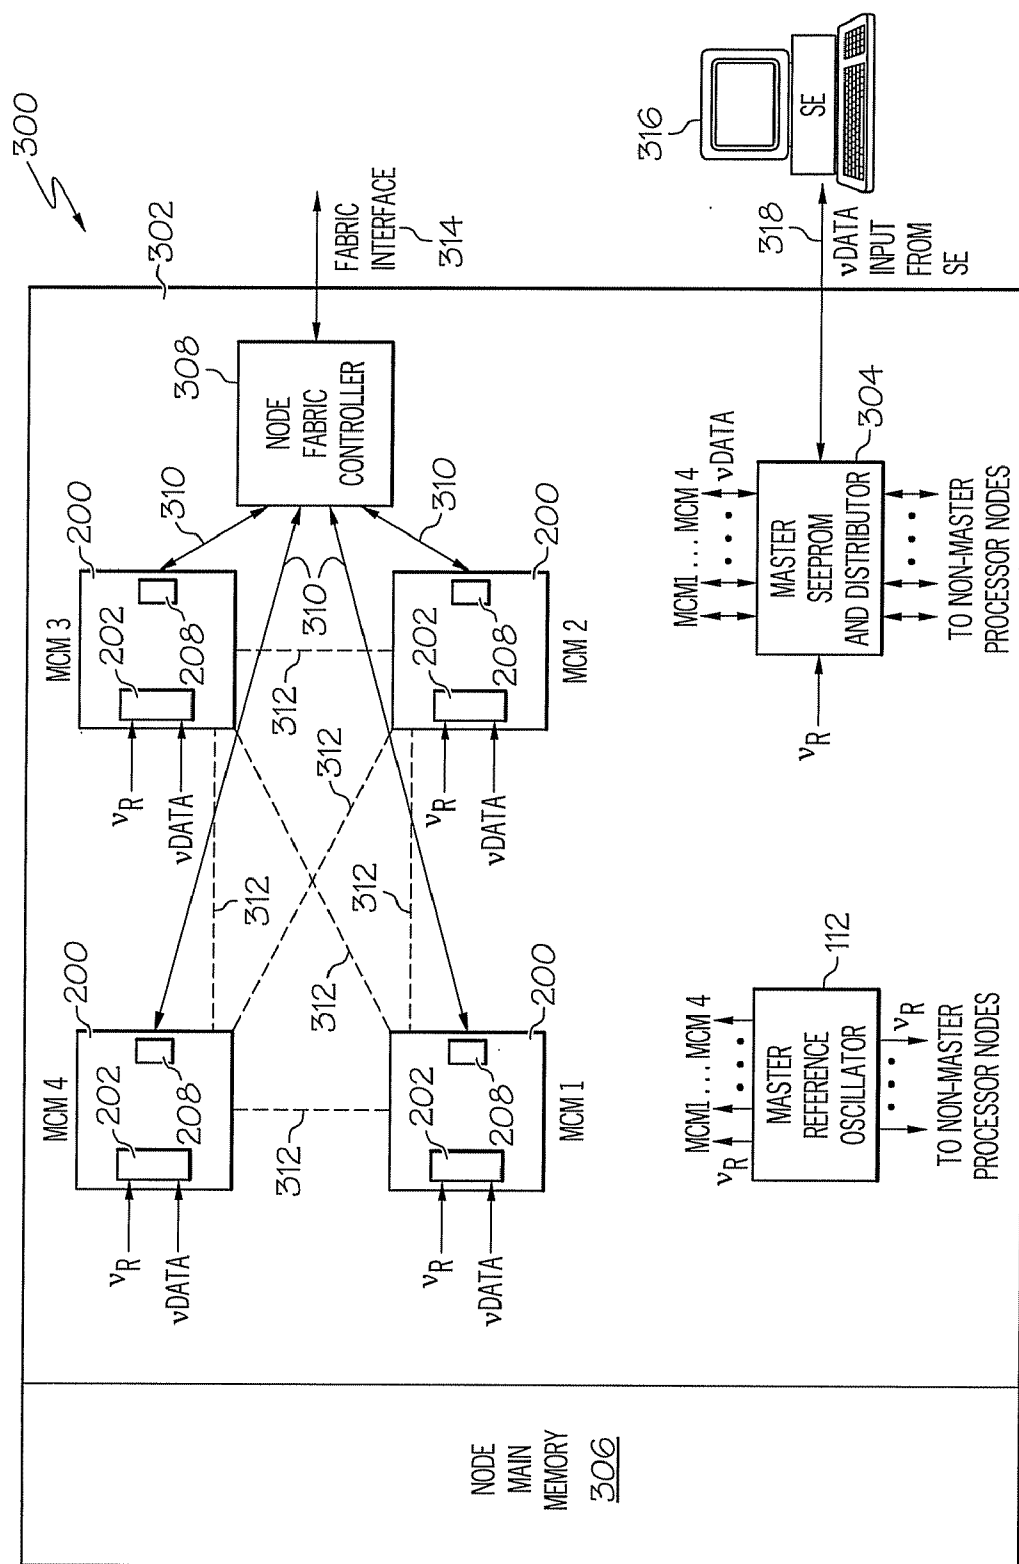 300
302
NODE
MAIN
MEMORY
306
MCM 4
200
202
208
νR
νDATA
MCM 3
200
202
208
νR
νDATA
310
308
NODE
FABRIC
CONTROLLER
FABRIC
INTERFACE
314
312
312
312
312
312
312
310
310
200
202
208
νR
νDATA
MCM 1
200
202
208
νR
νDATA
MCM 2
MCM1 ... MCM 4
νR
112
MASTER
REFERENCE
OSCILLATOR
νR
TO NON-MASTER
PROCESSOR NODES
MCM1 ... MCM 4
νDATA
νR
MASTER
SEEPROM
AND DISTRIBUTOR
304
TO NON-MASTER
PROCESSOR NODES
316
SE
318
νDATA
INPUT
FROM
SE